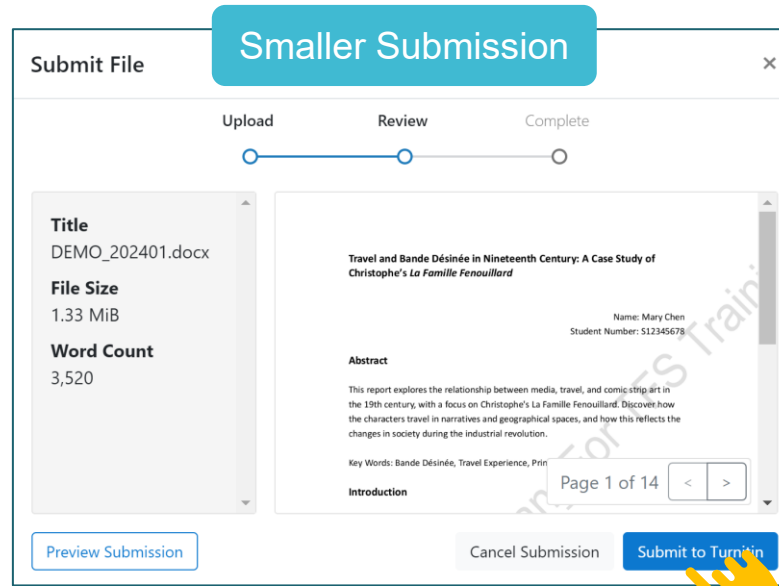 Smaller Submission
Submit File
×
Upload Review Complete
Title
DEMO_202401.docx
File Size
1.33 MiB
Word Count
3,520
Travel and Bande Désinée in Nineteenth Century: A Case Study of
Christophe's La Famille Fenouillard
Name: Mary Chen
Student Number: S12345678
Abstract
This report explores the relationship between media, travel, and comic strip art in
the 19th century, with a focus on Christophe's La Famille Fenouillard. Discover how
the characters travel in narratives and geographical spaces, and how this reflects the
changes in society during the industrial revolution.
Key Words: Bande Désinée, Travel Experience,
Introduction
For TFS
Page 1 of 14 < >
Preview Submission Cancel Submission Submit to Turnitin